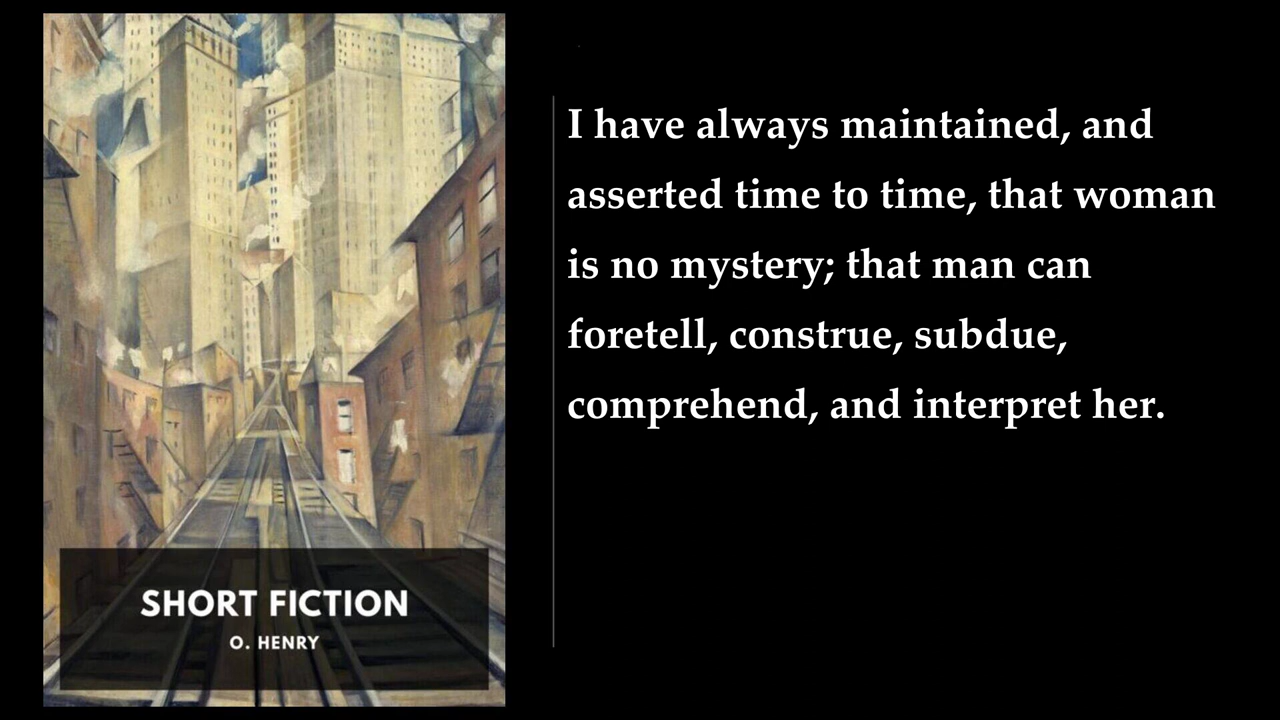 SHORT FICTION
O. HENRY
I have always maintained, and
asserted time to time, that woman
is no mystery; that man can
foretell, construe, subdue,
comprehend, and interpret her.